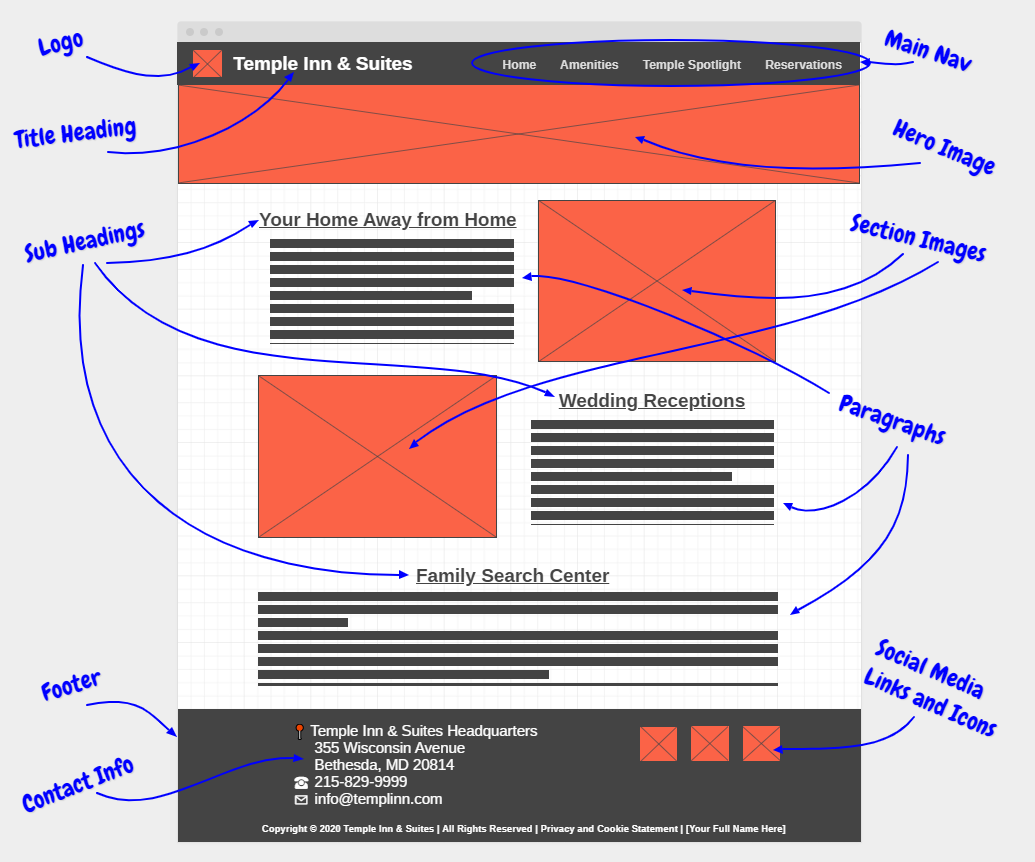 Logo
Temple Inn & Suites
Home Amenities Temple Spotlight Reservations
Main Nav
Title Heading
Hero Image
Sub Headings
Your Home Away from Home
Section Images
Wedding Receptions
Paragraphs
Family Search Center
Social Media
Links and Icons
Footer
Contact Info
Temple Inn & Suites Headquarters
355 Wisconsin Avenue
Bethesda, MD 20814
215-829-9999
info@templinn.com
Copyright © 2020 Temple Inn & Suites | All Rights Reserved | Privacy and Cookie Statement | [Your Full Name Here]